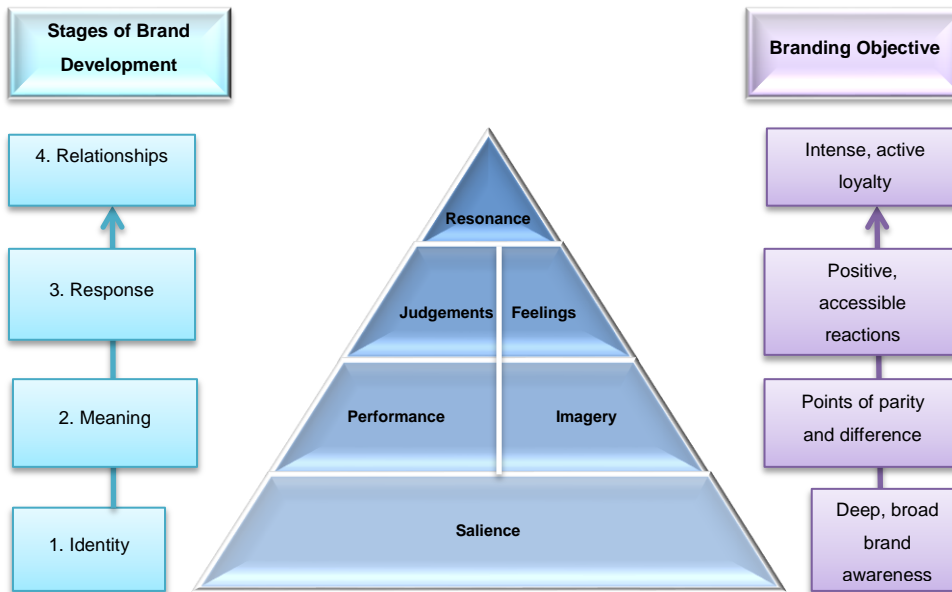 Stages of Brand
Development
Branding Objective
4. Relationships
Intense, active
loyalty
Resonance
3. Response
Judgements
Feelings
Positive,
accessible
reactions
2. Meaning
Performance
Imagery
Points of parity
and difference
1. Identity
Salience
Deep, broad
brand
awareness